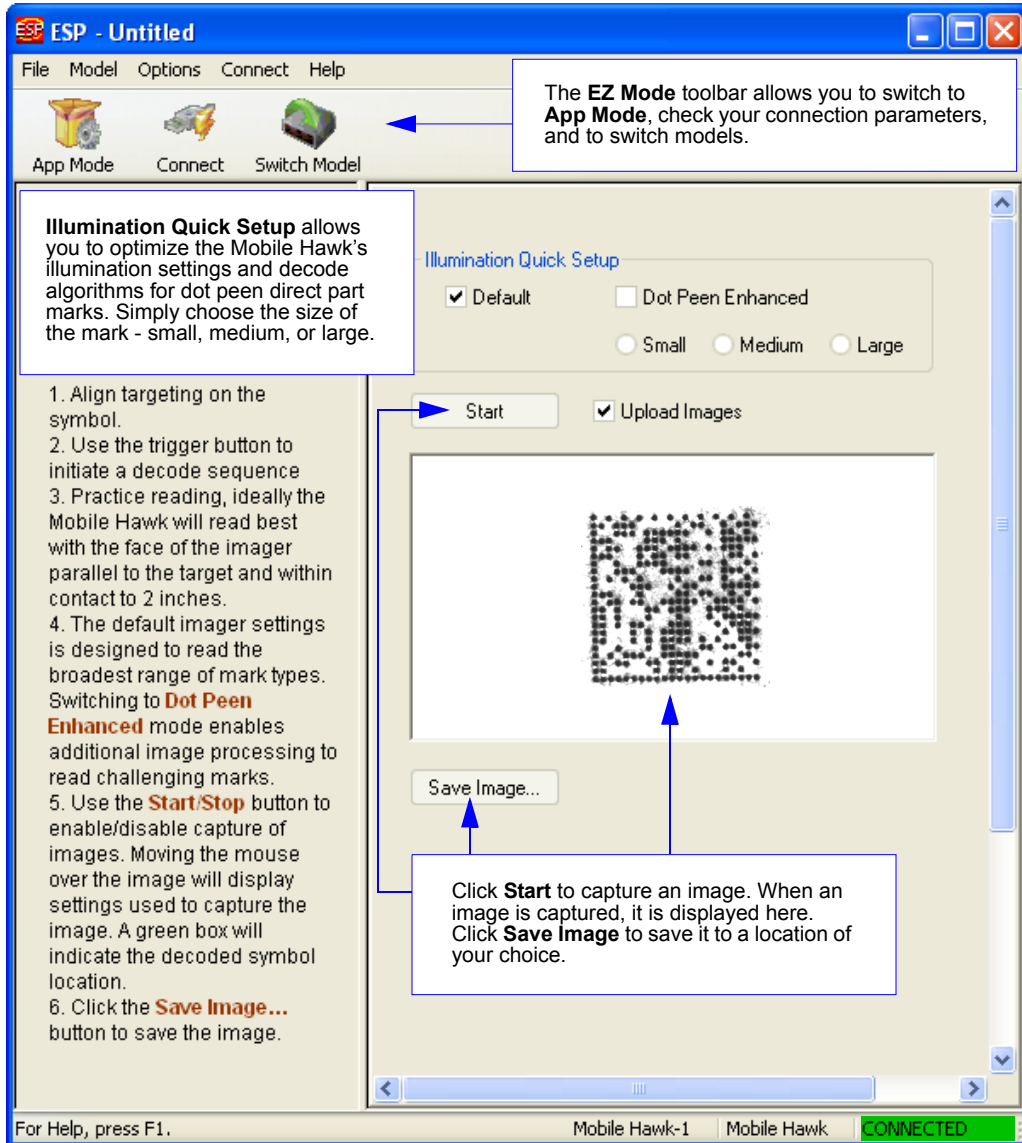 ESP - Untitled
File Model Options Connect Help
The EZ Mode toolbar allows you to switch to
App Mode, check your connection parameters,
and to switch models.
App Mode Connect Switch Model
Illumination Quick Setup allows
you to optimize the Mobile Hawk's
illumination settings and decode
algorithms for dot peen direct part
marks. Simply choose the size of
the mark - small, medium, or large.
1. Align targeting on the
symbol.
2. Use the trigger button to
initiate a decode sequence
3. Practice reading, ideally the
Mobile Hawk will read best
with the face of the imager
parallel to the target and within
contact to 2 inches.
4. The default imager settings
is designed to read the
broadest range of mark types.
Switching to Dot Peen
Enhanced mode enables
additional image processing to
read challenging marks.
5. Use the Start/Stop button to
enable/disable capture of
images. Moving the mouse
over the image will display
settings used to capture the
image. A green box will
indicate the decoded symbol
location.
6. Click the Save Image...
button to save the image.
Illumination Quick Setup
Default Dot Peen Enhanced
Small Medium Large
Start Upload Images
Save Image...
Click Start to capture an image. When an
image is captured, it is displayed here.
Click Save Image to save it to a location of
your choice.
For Help, press F1. Mobile Hawk-1 Mobile Hawk CONNECTED
ESP